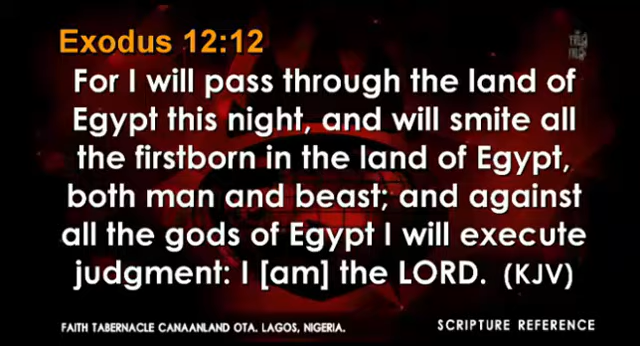 Exodus 12:12
For I will pass through the land of
Egypt this night, and will smite all
the firstborn in the land of Egypt,
both man and beast; and against
all the gods of Egypt I will execute
judgment: I [am] the LORD. (KJV)
FAITH TABERNACLE CANAANLAND OTA. LAGOS, NIGERIA.
SCRIPTURE REFERENCE